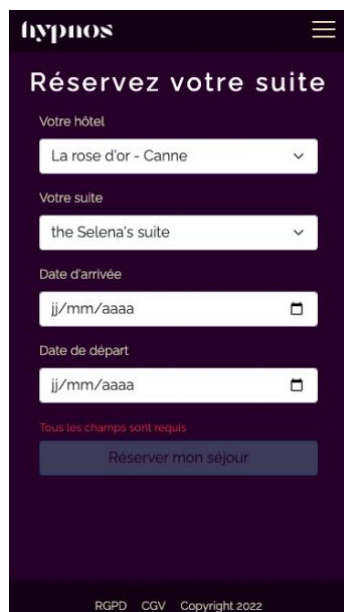 hypnos
Réservez votre suite
Votre hôtel
La rose d'or - Canne
Votre suite
the Selena's suite
Date d'arrivée
jj/mm/aaaa
Date de départ
jj/mm/aaaa
Tous les champs sont requis
Réserver mon séjour
RGPD CGV Copyright 2022